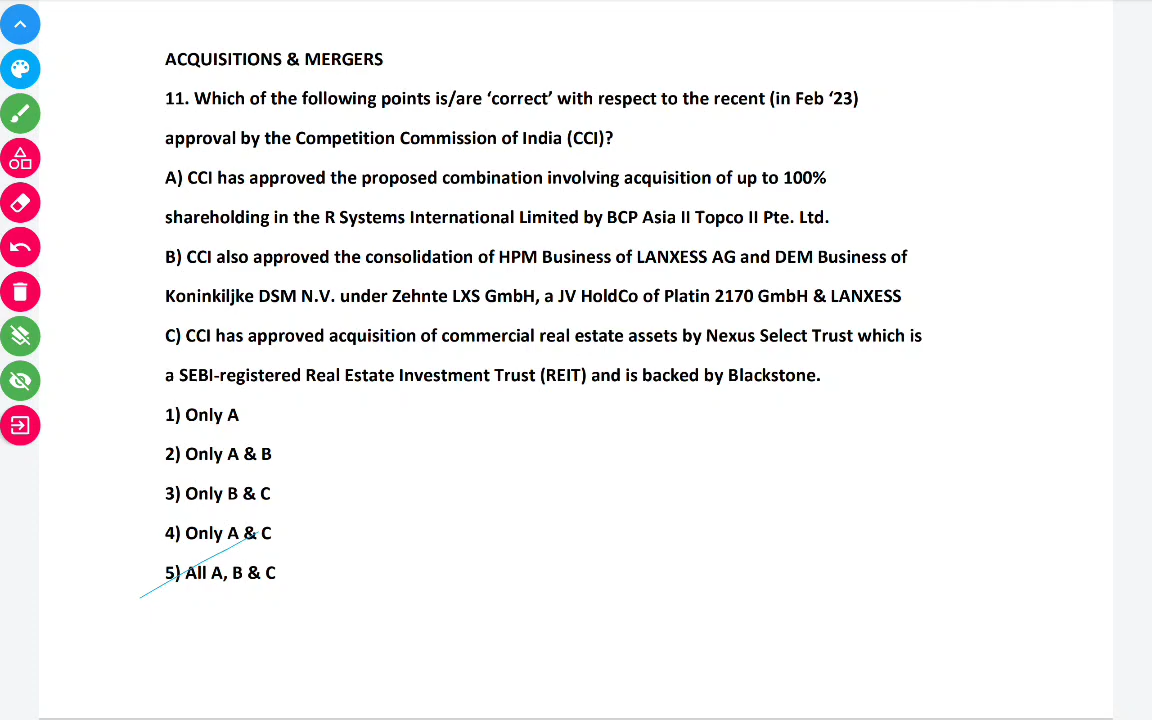 ACQUISITIONS & MERGERS
11. Which of the following points is/are ‘correct’ with respect to the recent (in Feb ‘23)
approval by the Competition Commission of India (CCI)?
A) CCI has approved the proposed combination involving acquisition of up to 100%
shareholding in the R Systems International Limited by BCP Asia II Topco II Pte. Ltd.
B) CCI also approved the consolidation of HPM Business of LANXESS AG and DEM Business of
Koninkiljke DSM N.V. under Zehnte LXS GmbH, a JV HoldCo of Platin 2170 GmbH & LANXESS
C) CCI has approved acquisition of commercial real estate assets by Nexus Select Trust which is
a SEBI-registered Real Estate Investment Trust (REIT) and is backed by Blackstone.
1) Only A
2) Only A & B
3) Only B & C
4) Only A & C
5) All A, B & C